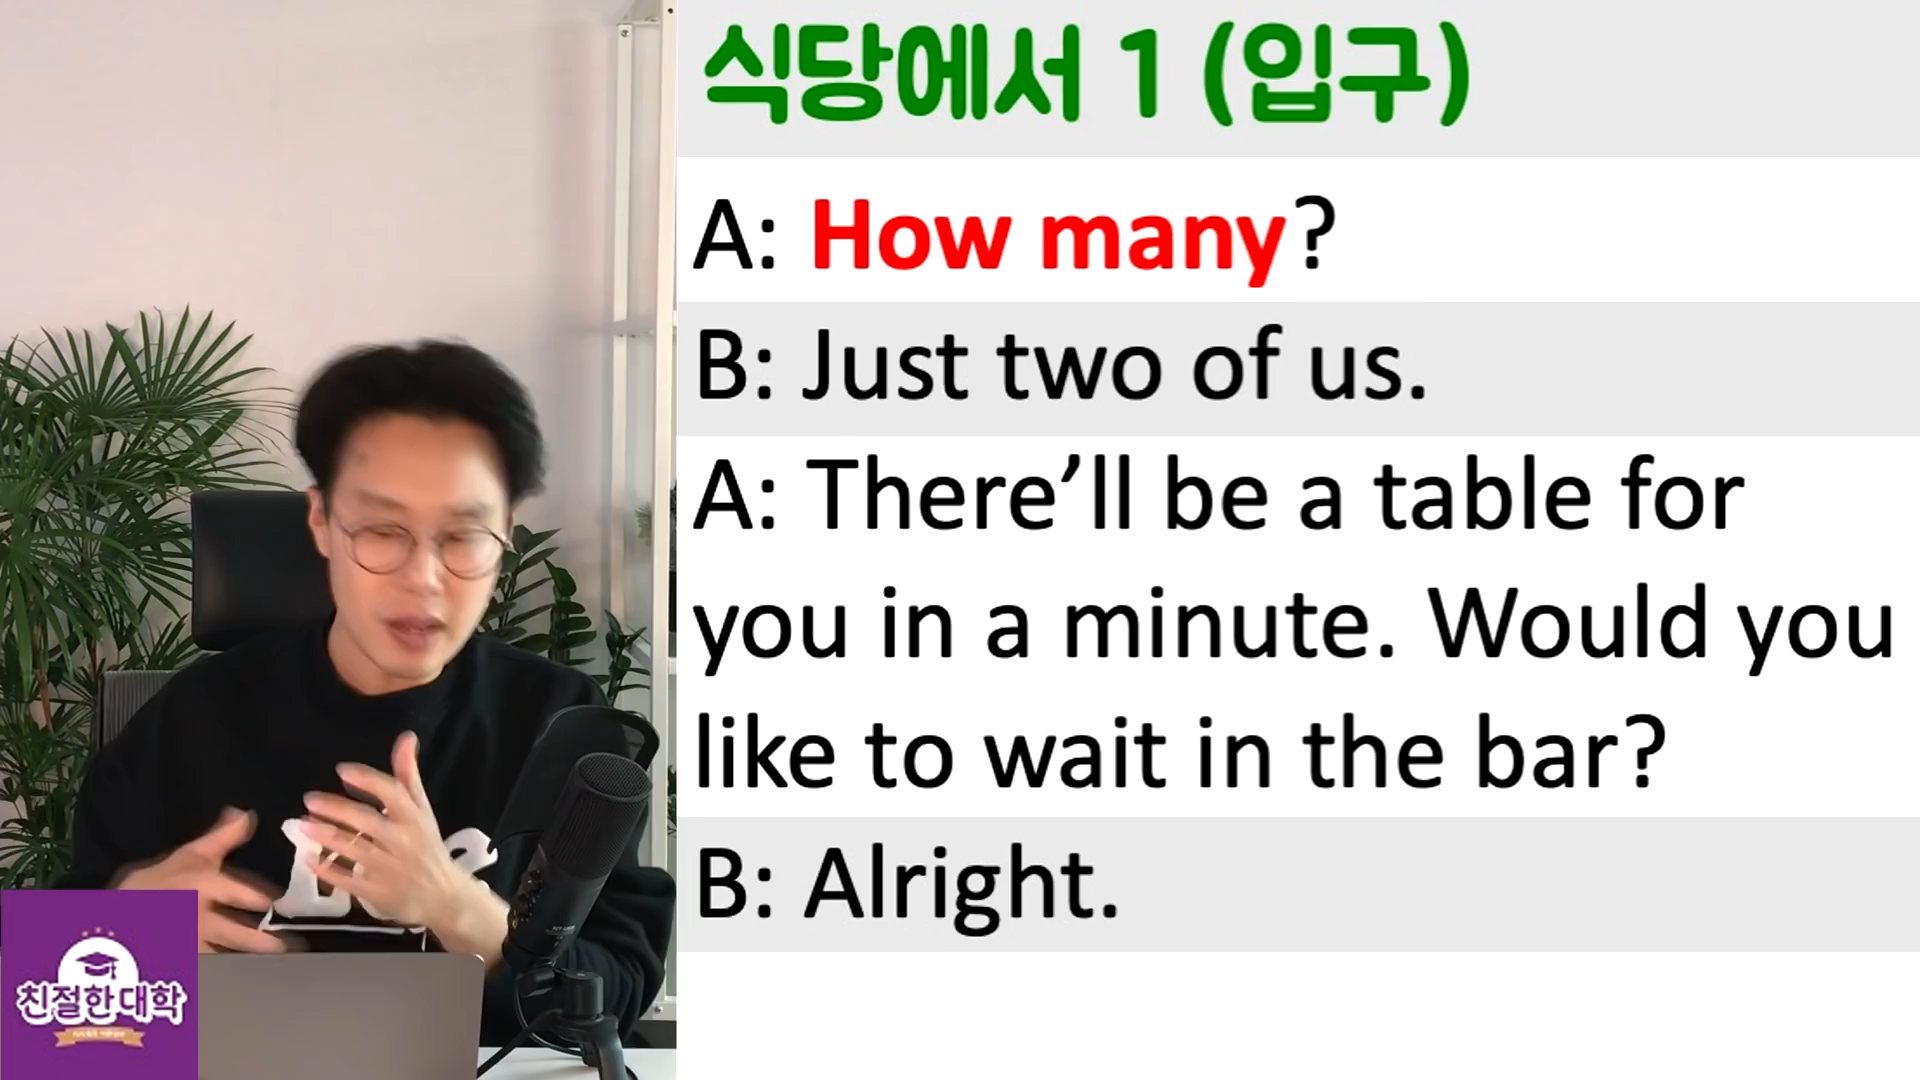 식당에서 1 (입구)
A: How many?
B: Just two of us.
A: There’ll be a table for
you in a minute. Would you
like to wait in the bar?
B: Alright.
친절한대학